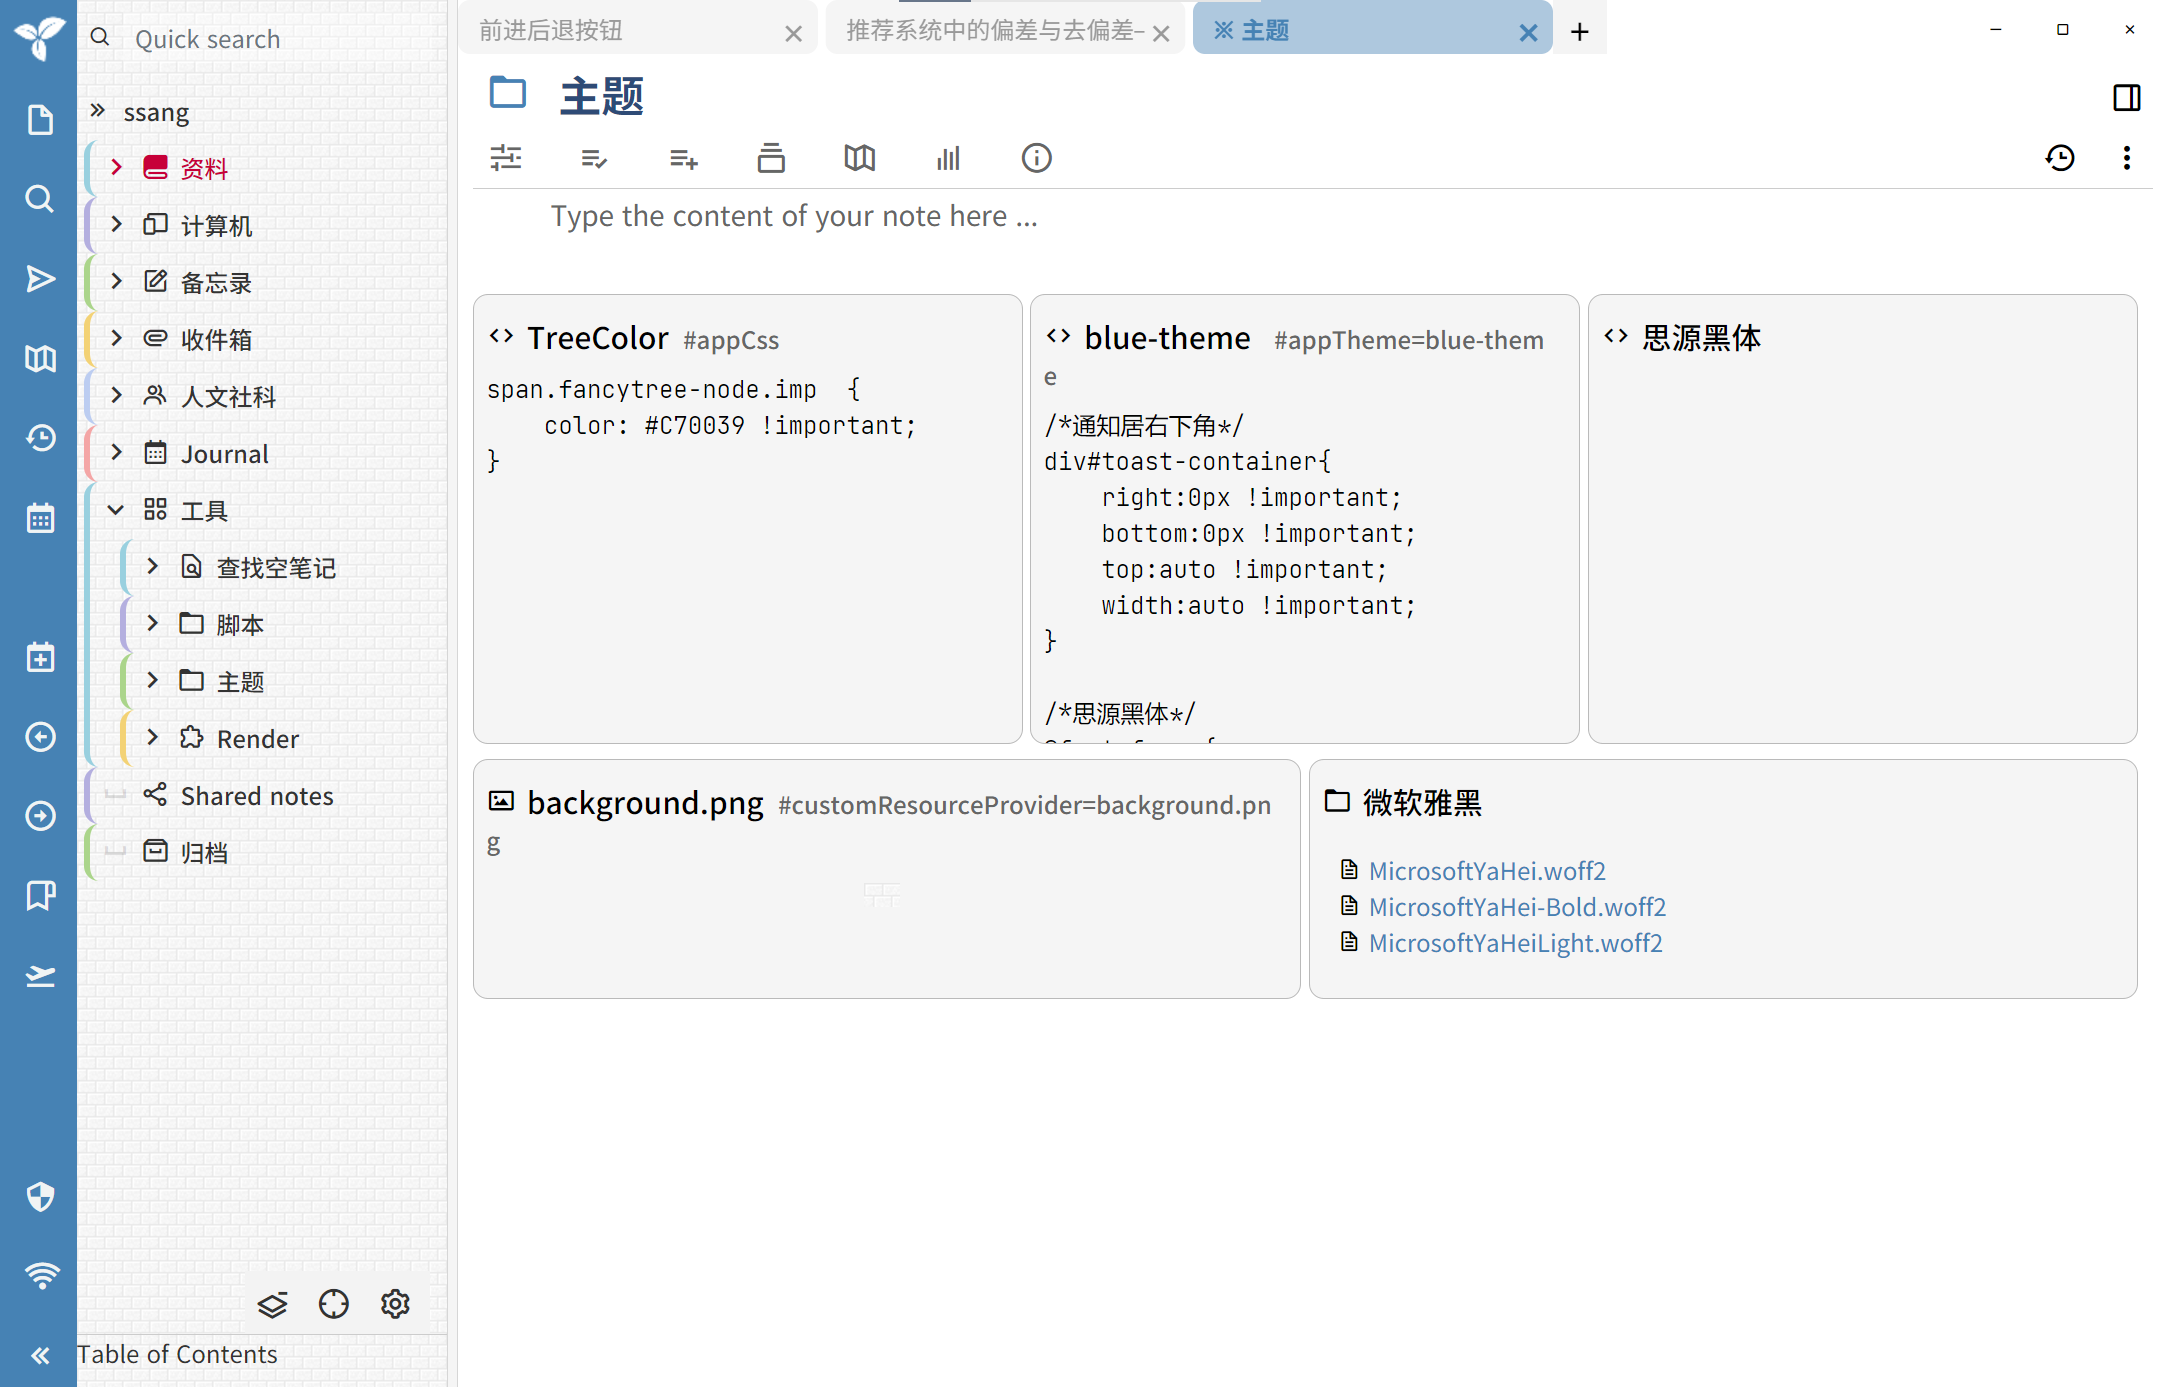 Quick search
ssang
资料
计算机
备忘录
收件箱
人文社科
Journal
工具
查找空笔记
脚本
主题
Render
Shared notes
归档
Table of Contents
前进后退按钮
推荐系统中的偏差与去偏差–
※ 主题
主题
Type the content of your note here ...
TreeColor #appCss
span.fancytree-node.imp {
color: #C70039 !important;
}
blue-theme #appTheme=blue-them
e
/*通知居右下角*/
div#toast-container{
right:0px !important;
bottom:0px !important;
top:auto !important;
width:auto !important;
}
/*思源黑体*/
思源黑体
background.png #customResourceProvider=background.pn
g
微软雅黑
MicrosoftYaHei.woff2
MicrosoftYaHei-Bold.woff2
MicrosoftYaHeiLight.woff2